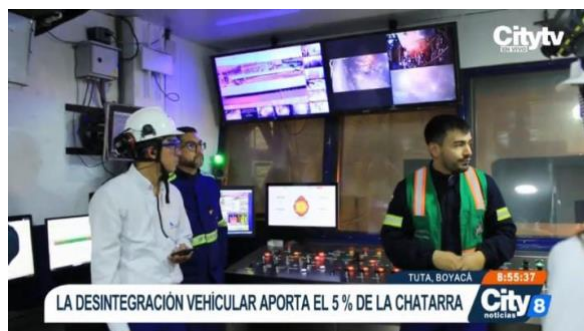 Citytv
EN VIVO
TUTA, BOYACÁ
8:55:37
LA DESINTEGRACIÓN VEHÍCULAR APORTA EL 5 % DE LA CHATARRA
City
noticias 8